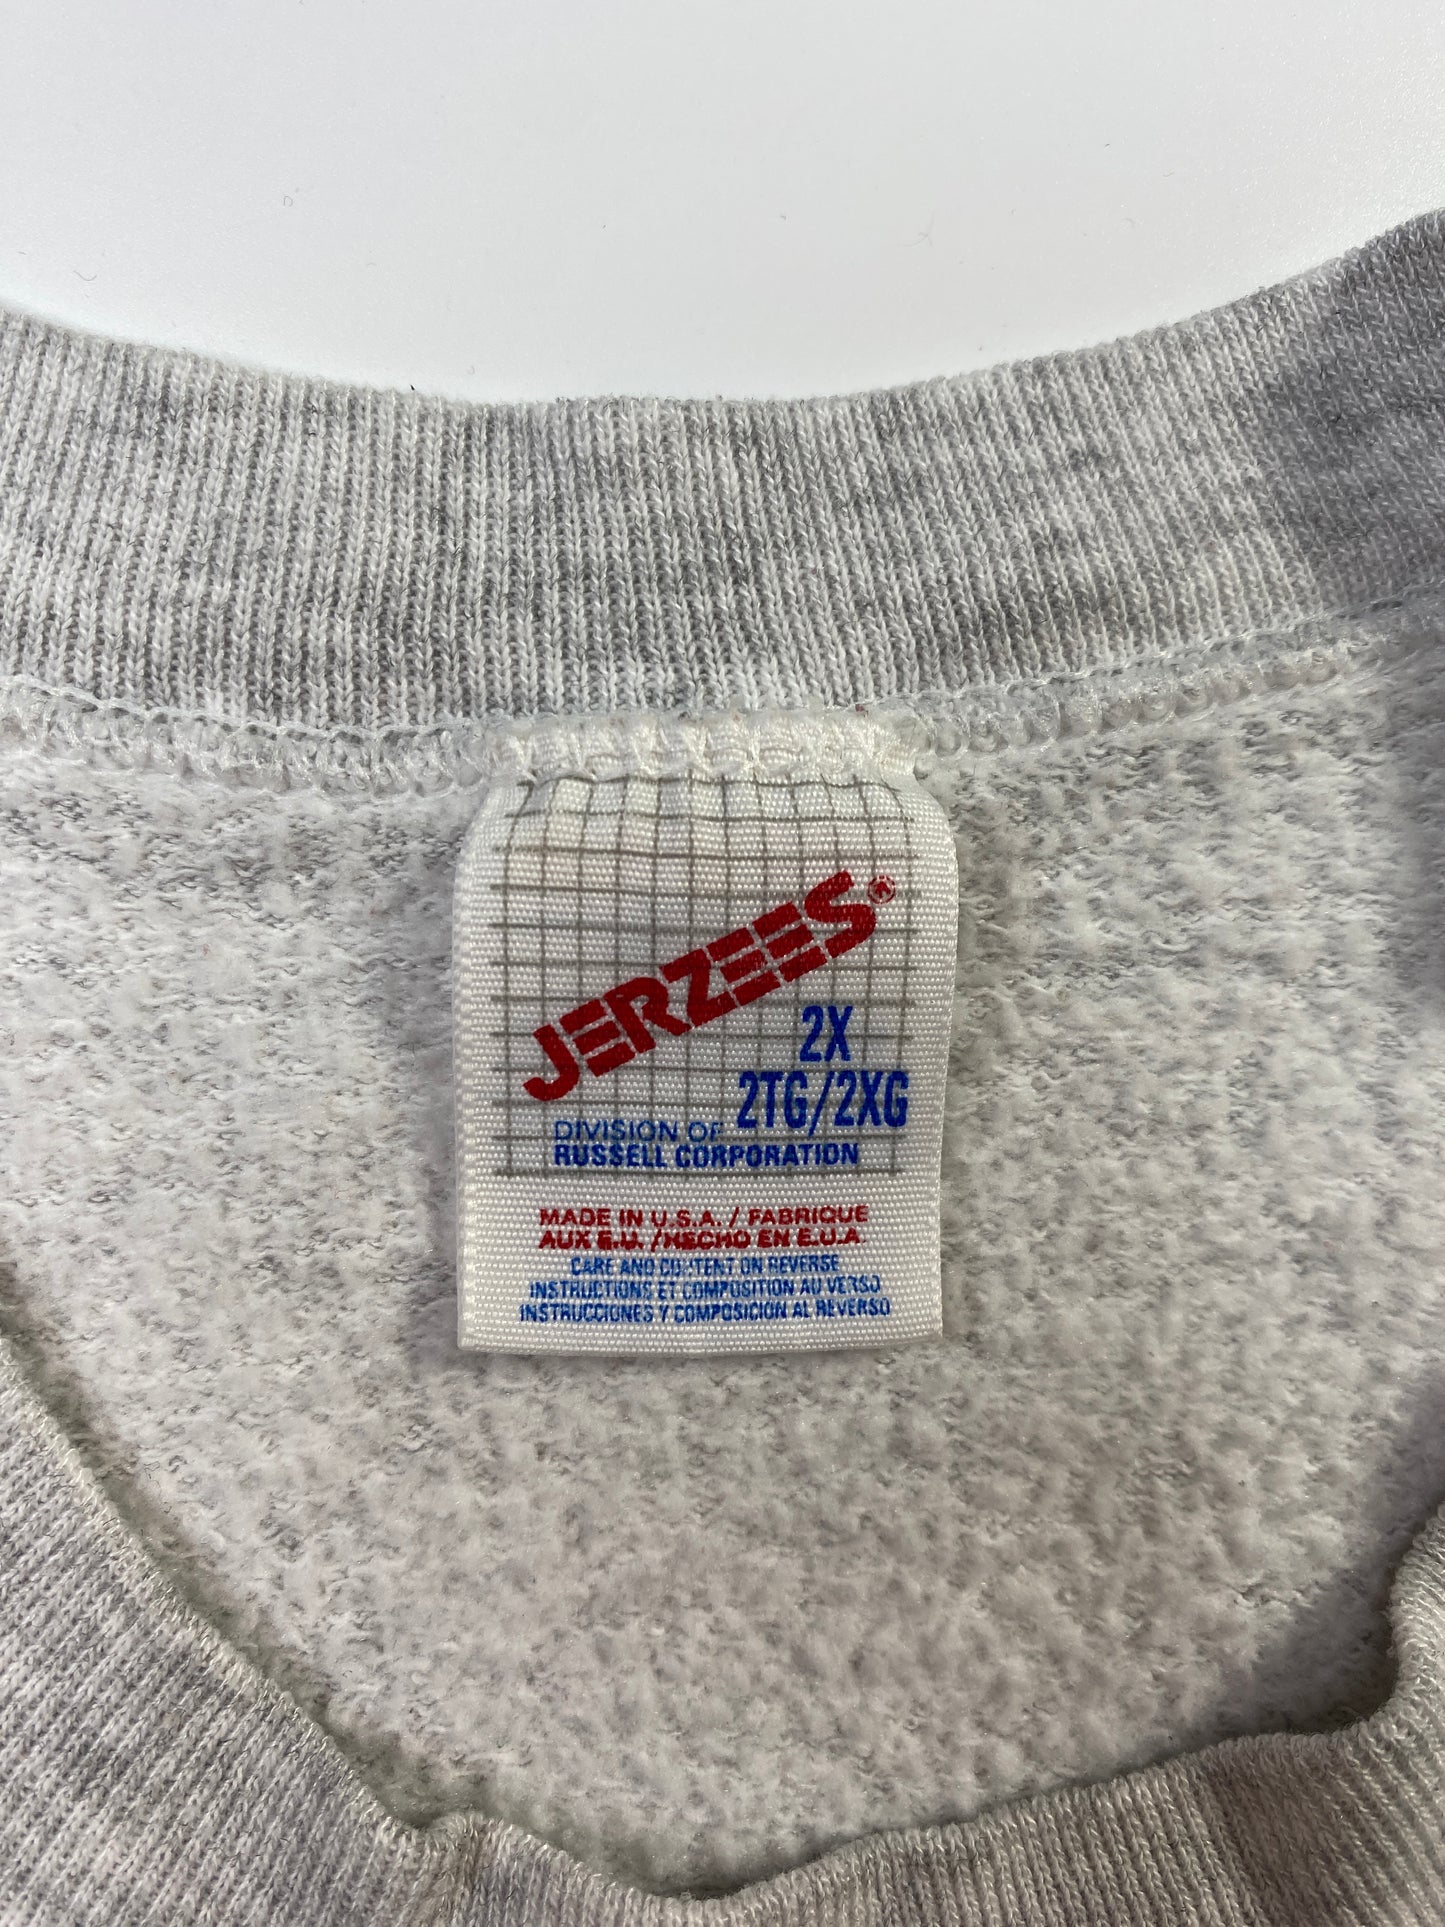 JERZEES®
2X
2TG/2XG
DIVISION OF
RUSSELL CORPORATION
MADE IN U.S.A. / FABRIQUE
AUX E.U. /HECHO EN E.U.A
CARE AND CONTENT ON REVERSE
INSTRUCTIONS ET COMPOSITION AU VERSO
INSTRUCCIONES Y COMPOSICION AL REVERSO